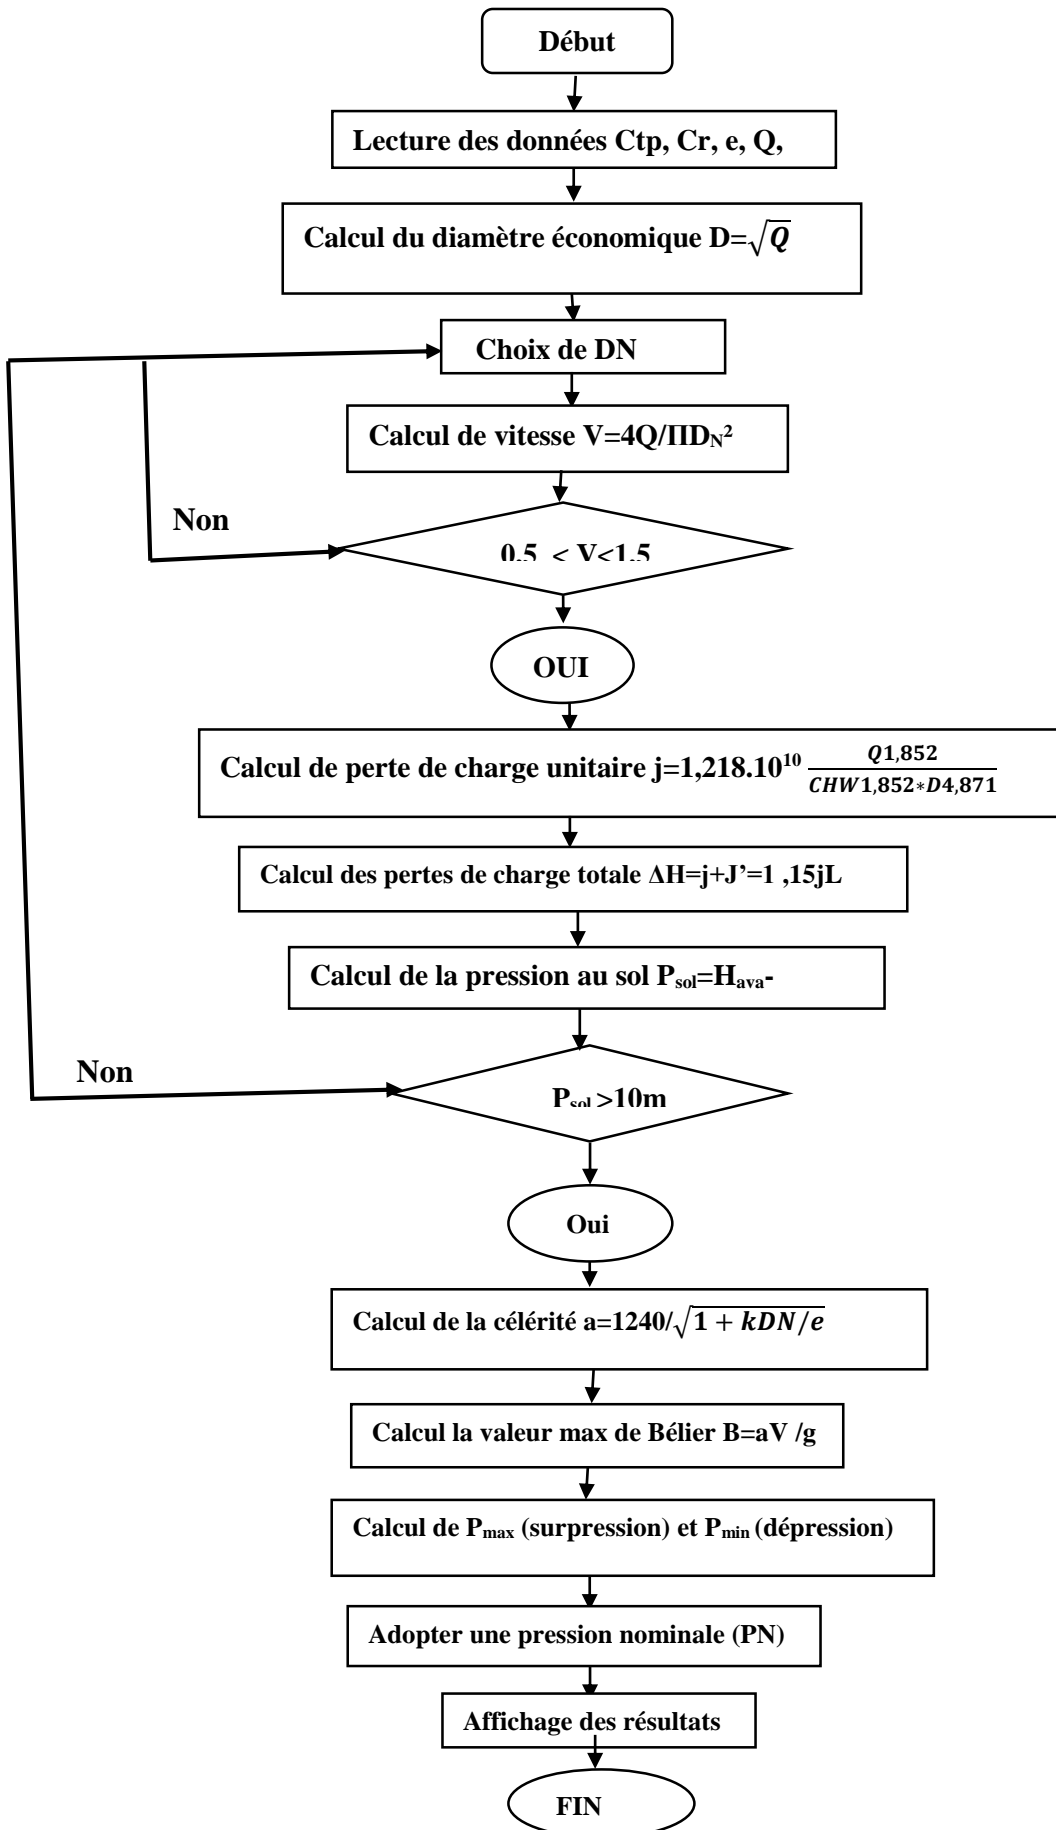 Début
Lecture des données Ctp, Cr, e, Q,
Calcul du diamètre économique D=√Q
Choix de DN
Calcul de vitesse V=4Q/ΠD_N²
Non
0.5 < V<1.5
OUI
Calcul de perte de charge unitaire j=1,218.10¹⁰ Q1,852/CHW1,852*D4,871
Calcul des pertes de charge totale ΔH=j+J’=1 ,15jL
Calcul de la pression au sol P_sol=H_ava-
Non
P_sol >10m
Oui
Calcul de la célérité a=1240/√1 + kDN/e
Calcul la valeur max de Bélier B=aV /g
Calcul de P_max (surpression) et P_min (dépression)
Adopter une pression nominale (PN)
Affichage des résultats
FIN